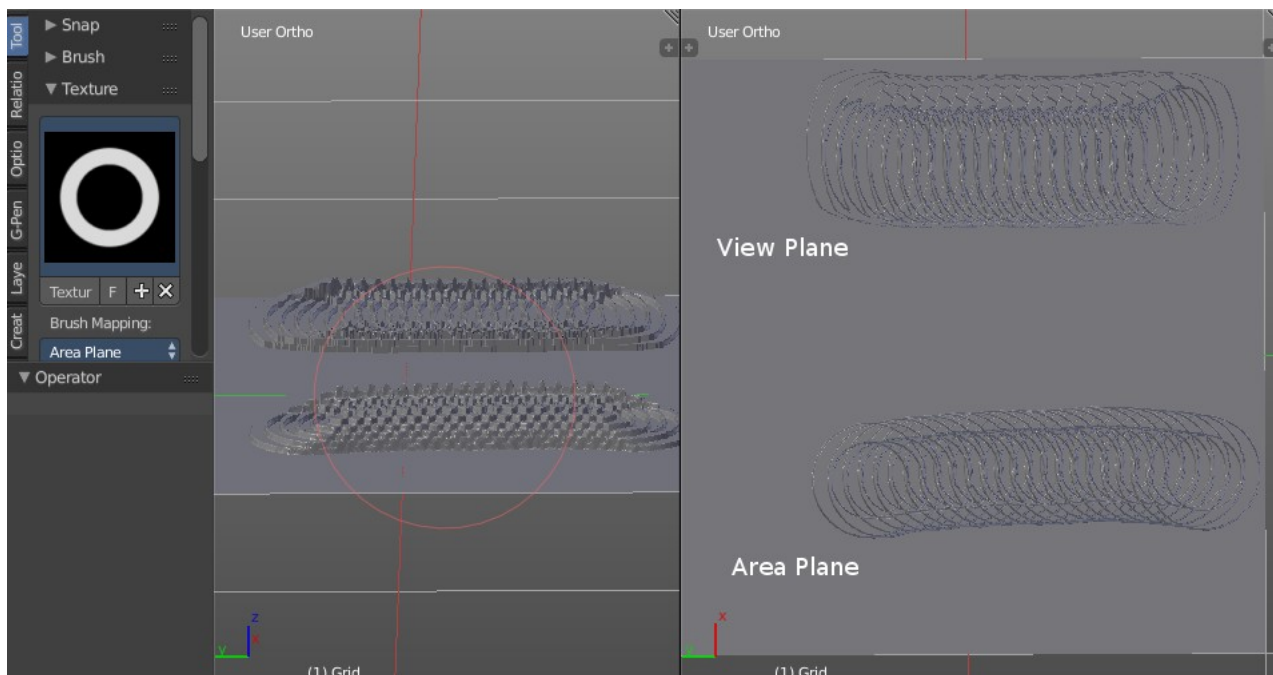 Tool
Relatio
Optio
G-Pen
Laye
Creat
Snap
Brush
Texture
Textur F
Brush Mapping:
Area Plane
Operator
User Ortho
z
x
y
(1) Grid
User Ortho
View Plane
Area Plane
x
y
(1) Grid